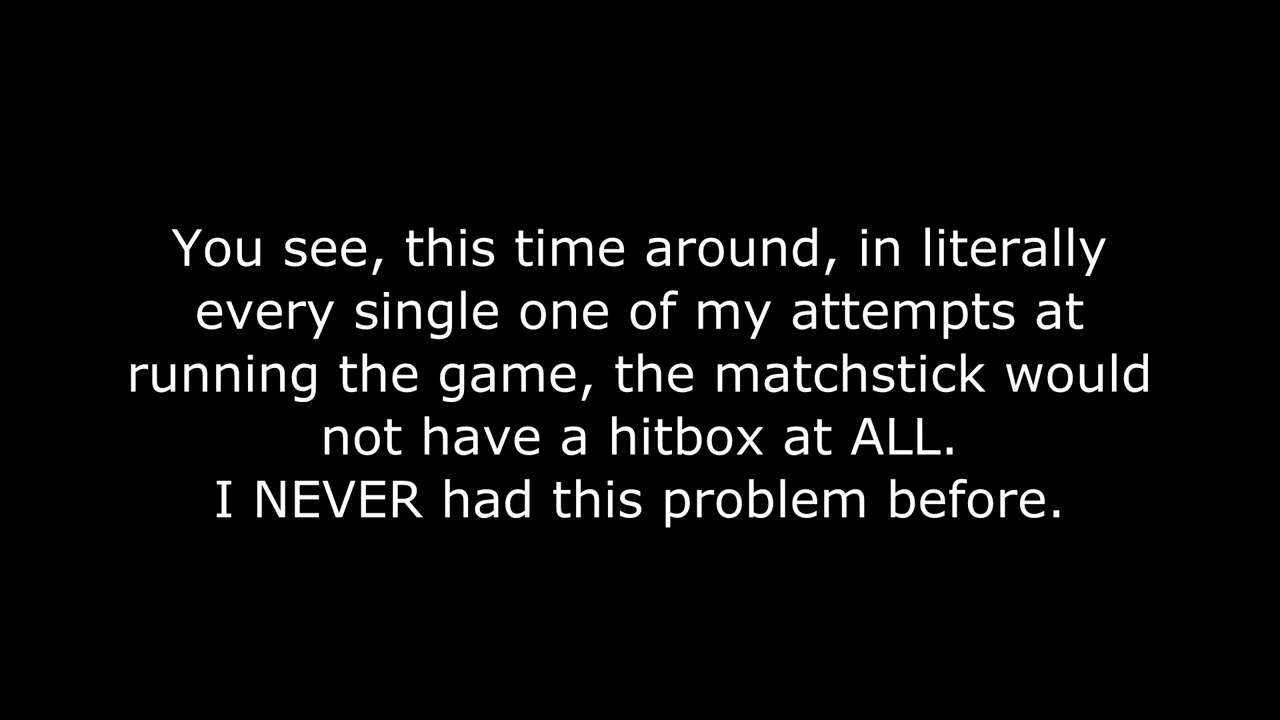 You see, this time around, in literally
every single one of my attempts at
running the game, the matchstick would
not have a hitbox at ALL.
I NEVER had this problem before.